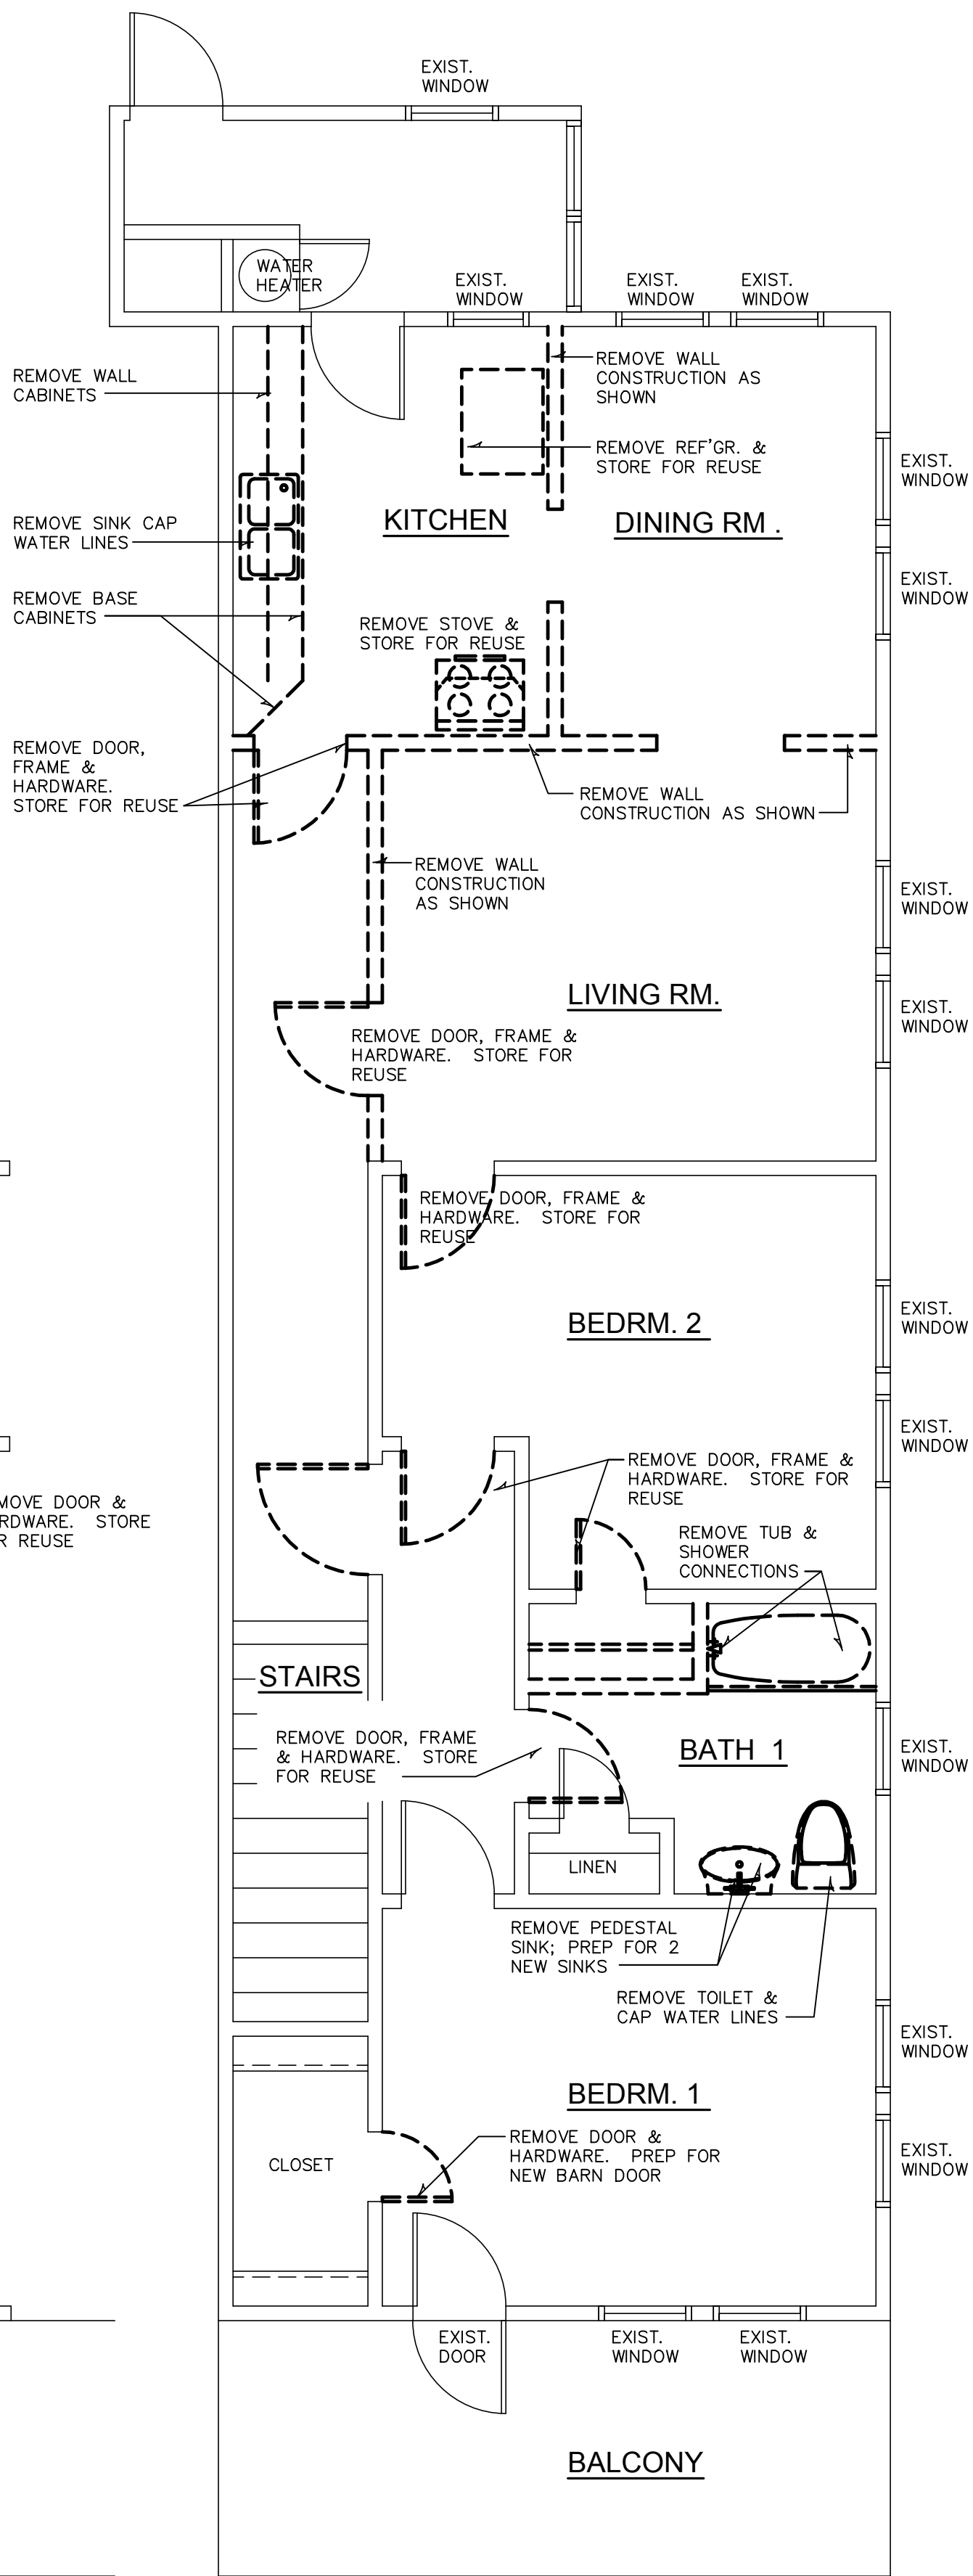 EXIST.
WINDOW
WATER
HEATER
EXIST.
WINDOW
EXIST.
WINDOW
EXIST.
WINDOW
REMOVE WALL
CABINETS
REMOVE WALL
CONSTRUCTION AS
SHOWN
REMOVE REF'GR. &
STORE FOR REUSE
EXIST.
WINDOW
KITCHEN
DINING RM .
REMOVE SINK CAP
WATER LINES
EXIST.
WINDOW
REMOVE BASE
CABINETS
REMOVE STOVE &
STORE FOR REUSE
REMOVE DOOR,
FRAME &
HARDWARE.
STORE FOR REUSE
REMOVE WALL
CONSTRUCTION AS SHOWN
REMOVE WALL
CONSTRUCTION
AS SHOWN
EXIST.
WINDOW
LIVING RM.
EXIST.
WINDOW
REMOVE DOOR, FRAME &
HARDWARE. STORE FOR
REUSE
REMOVE DOOR, FRAME &
HARDWARE. STORE FOR
REUSE
BEDRM. 2
EXIST.
WINDOW
EXIST.
WINDOW
REMOVE DOOR, FRAME &
HARDWARE. STORE FOR
REUSE
MOVE DOOR &
RDWARE. STORE
R REUSE
REMOVE TUB &
SHOWER
CONNECTIONS
STAIRS
REMOVE DOOR, FRAME
& HARDWARE. STORE
FOR REUSE
BATH 1
EXIST.
WINDOW
LINEN
REMOVE PEDESTAL
SINK; PREP FOR 2
NEW SINKS
REMOVE TOILET &
CAP WATER LINES
EXIST.
WINDOW
BEDRM. 1
REMOVE DOOR &
HARDWARE. PREP FOR
NEW BARN DOOR
CLOSET
EXIST.
WINDOW
EXIST.
DOOR
EXIST.
WINDOW
EXIST.
WINDOW
BALCONY